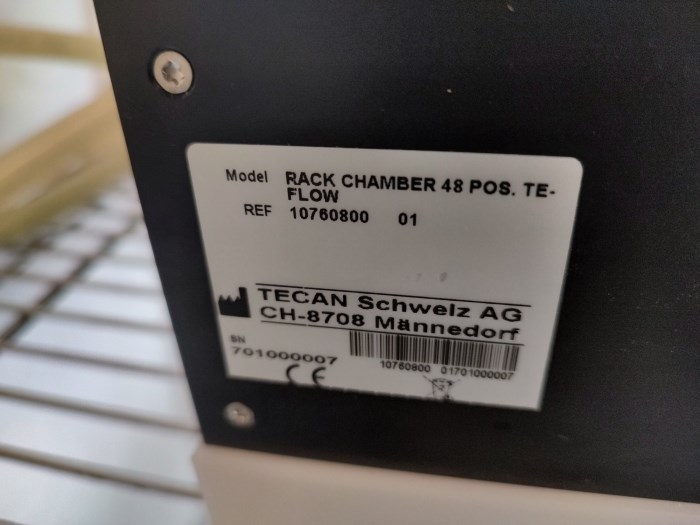 Model RACK CHAMBER 48 POS. TE-
FLOW
REF 10760800 01
TECAN Schweiz AG
CH-8708 Männedorf
SN
701000007
10760800 01701000007
CE